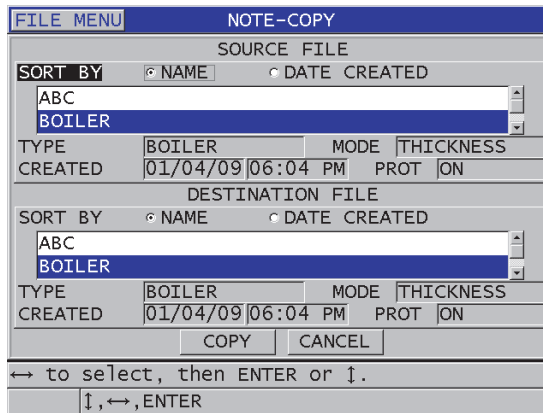 FILE MENU NOTE-COPY
SOURCE FILE
SORT BY NAME DATE CREATED
ABC
BOILER
TYPE BOILER MODE THICKNESS
CREATED 01/04/09 06:04 PM PROT ON
DESTINATION FILE
SORT BY NAME DATE CREATED
ABC
BOILER
TYPE BOILER MODE THICKNESS
CREATED 01/04/09 06:04 PM PROT ON
COPY CANCEL
↔ to select, then ENTER or ↕.
↕,↔,ENTER